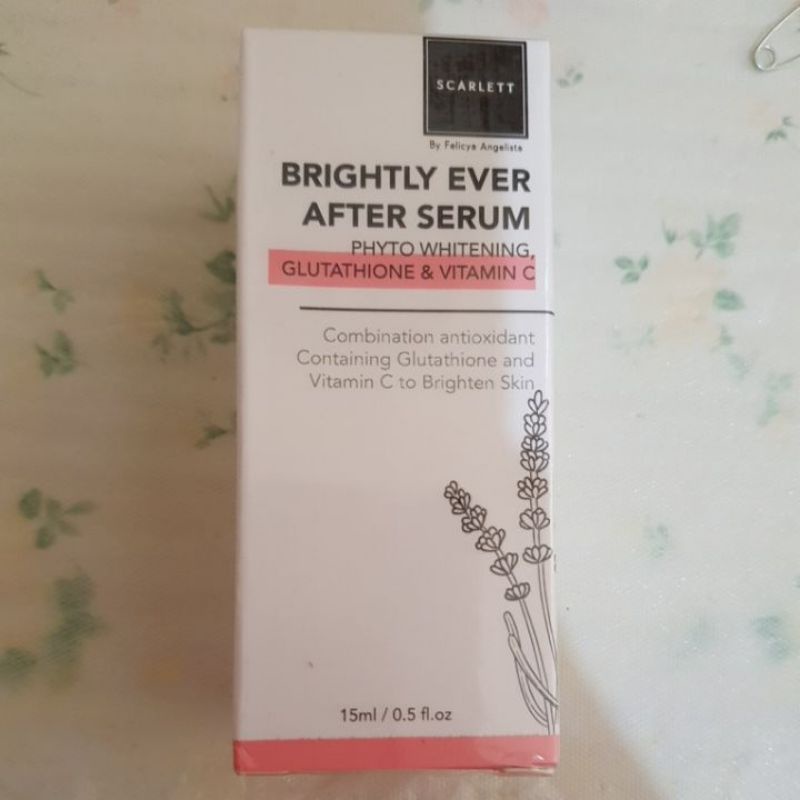 SCARLETT
By Felicya Angelista
BRIGHTLY EVER
AFTER SERUM
PHYTO WHITENING,
GLUTATHIONE & VITAMIN C
Combination antioxidant
Containing Glutathione and
Vitamin C to Brighten Skin
15ml / 0.5 fl.oz